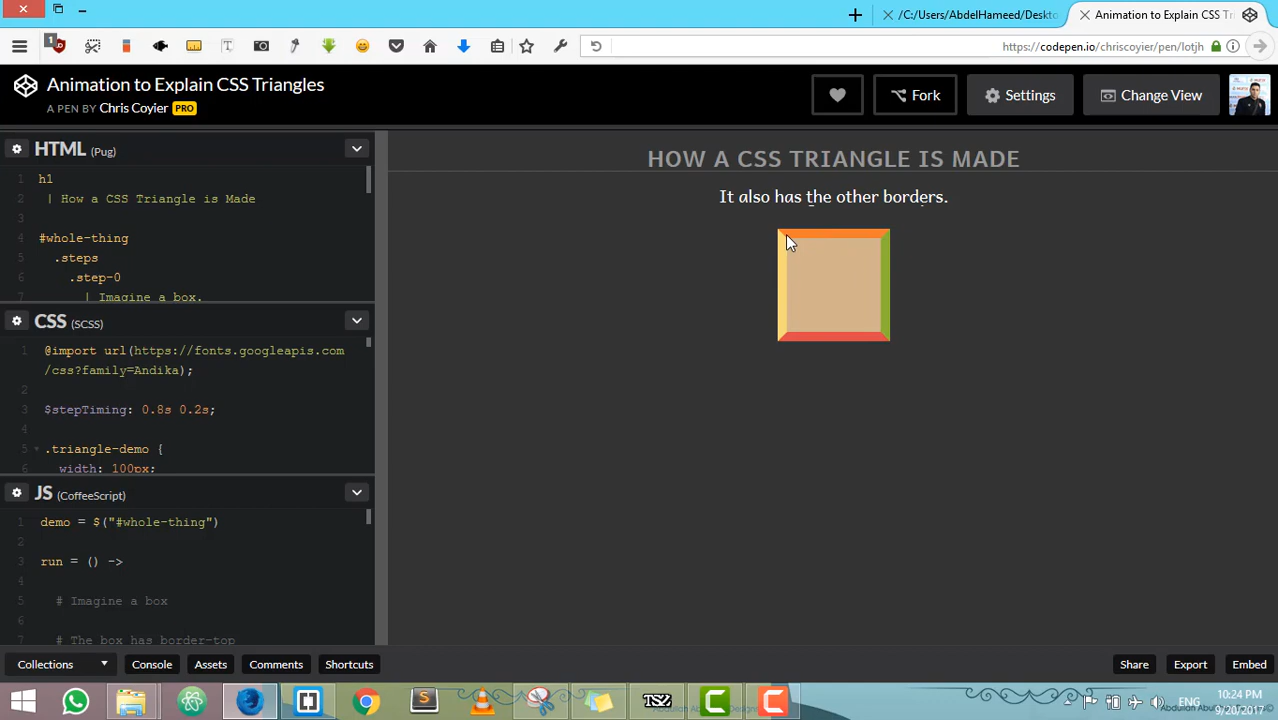 /C:/Users/AbdelHameed/Deskto
Animation to Explain CSS Tri
1
https://codepen.io/chriscoyier/pen/lotjh
Animation to Explain CSS Triangles
A PEN BY Chris Coyier PRO
Fork
Settings
Change View
HTML (Pug)
1 h1
2 | How a CSS Triangle is Made
3
4 #whole-thing
5 .steps
6 .step-0
7 | Imagine a box.
CSS (SCSS)
1 @import url(https://fonts.googleapis.com
/css?family=Andika);
2
3 $stepTiming: 0.8s 0.2s;
4
5 .triangle-demo {
6 width: 100px;
JS (CoffeeScript)
1 demo = $("#whole-thing")
2
3 run = () ->
4
5 # Imagine a box
6
7 # The box has border-top
HOW A CSS TRIANGLE IS MADE
It also has the other borders.
Collections
Console
Assets
Comments
Shortcuts
Share
Export
Embed
TSZ
ENG
10:24 PM
9/20/2017